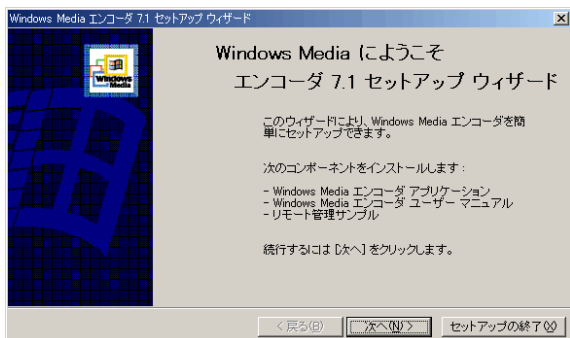 Windows Media エンコーダ 7.1 セットアップ ウィザード
Windows Media にようこそ
エンコーダ 7.1 セットアップ ウィザード
Windows Media
このウィザードにより、Windows Media エンコーダを簡
単にセットアップできます。
次のコンポーネントをインストールします :
- Windows Media エンコーダ アプリケーション
- Windows Media エンコーダ ユーザー マニュアル
- リモート管理サンプル
続行するには [次へ] をクリックします。
< 戻る(B) 次へ(N) > セットアップの終了(X)